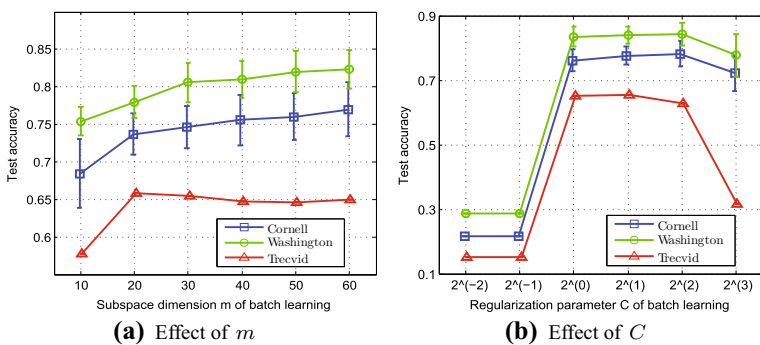 0.85
0.8
0.75
0.7
0.65
0.6
Test accuracy
10 20 30 40 50 60
Subspace dimension m of batch learning
Cornell
Washington
Trecvid
(a) Effect of m
0.9
0.7
0.5
0.3
0.1
Test accuracy
2^(−2) 2^(−1) 2^(0) 2^(1) 2^(2) 2^(3)
Regularization parameter C of batch learning
Cornell
Washington
Trecvid
(b) Effect of C